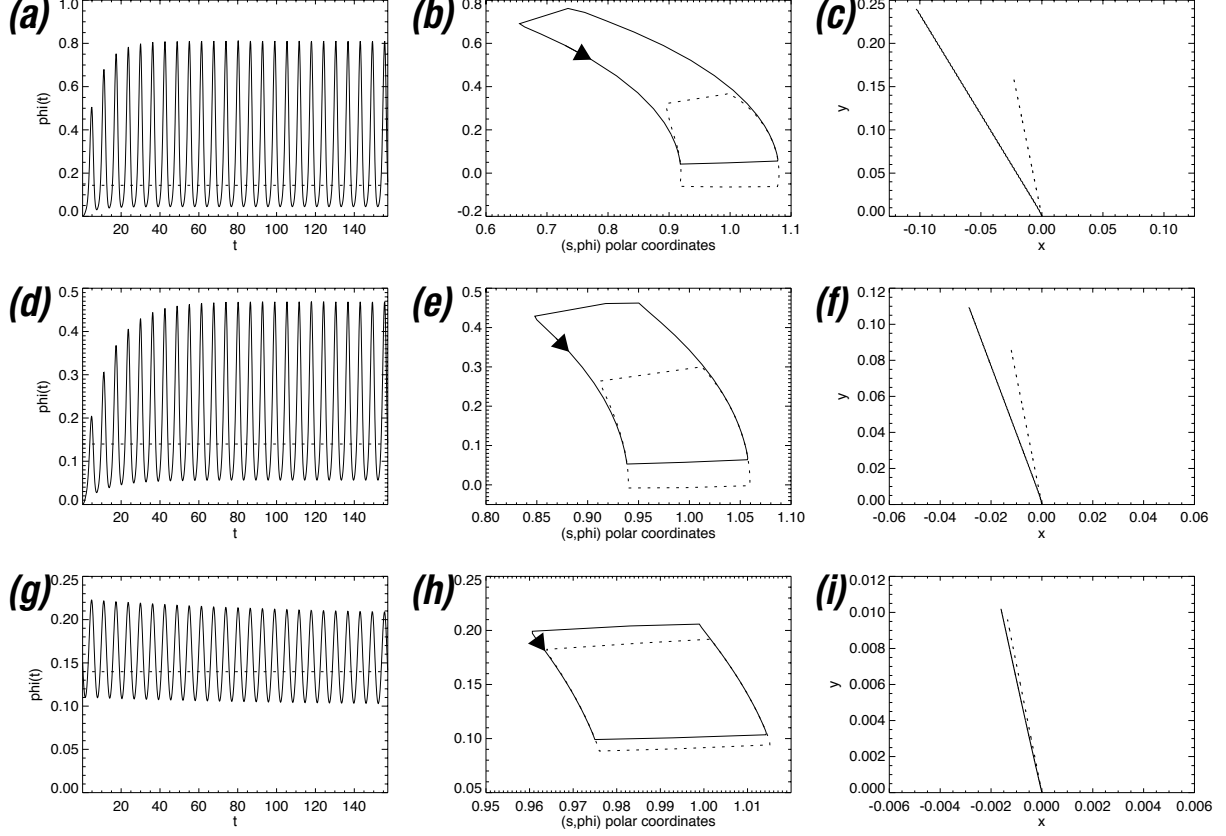 (a)
1.0
0.8
0.6
0.4
0.2
0.0
phi(t)
20 40 60 80 100 120 140
t
(b)
0.8
0.6
0.4
0.2
0.0
-0.2
0.6 0.7 0.8 0.9 1.0 1.1
(s,phi) polar coordinates
(c)
0.25
0.20
0.15
0.10
0.05
0.00
y
-0.10 -0.05 0.00 0.05 0.10
x
(d)
0.5
0.4
0.3
0.2
0.1
0.0
phi(t)
20 40 60 80 100 120 140
t
(e)
0.5
0.4
0.3
0.2
0.1
0.0
0.80 0.85 0.90 0.95 1.00 1.05 1.10
(s,phi) polar coordinates
(f)
0.12
0.10
0.08
0.06
0.04
0.02
0.00
y
-0.06 -0.04 -0.02 0.00 0.02 0.04 0.06
x
(g)
0.25
0.20
0.15
0.10
0.05
0.00
phi(t)
20 40 60 80 100 120 140
t
(h)
0.25
0.20
0.15
0.10
0.05
0.95 0.96 0.97 0.98 0.99 1.00 1.01
(s,phi) polar coordinates
(i)
0.012
0.010
0.008
0.006
0.004
0.002
0.000
y
-0.006 -0.004 -0.002 0.000 0.002 0.004 0.006
x